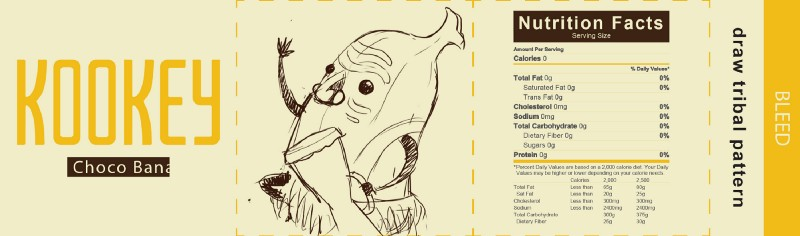 KOOKEY
Choco Bana
Nutrition Facts
Serving Size
Amount Per Serving
Calories 0
% Daily Values*
Total Fat 0g 0%
Saturated Fat 0g 0%
Trans Fat 0g
Cholesterol 0mg 0%
Sodium 0mg 0%
Total Carbohydrate 0g 0%
Dietary Fiber 0g 0%
Sugars 0g
Protein 0g 0%
*Percent Daily Values are based on a 2,000 calorie diet. Your Daily
Values may be higher or lower depending on your calorie needs.
Calories 2,000 2,500
Total Fat Less than 65g 80g
Sat Fat Less than 20g 25g
Cholesterol Less than 300mg 300mg
Sodium Less than 2400mg 2400mg
Total Carbohydrate 300g 375g
Dietary Fiber 25g 30g
draw tribal pattern
BLEED